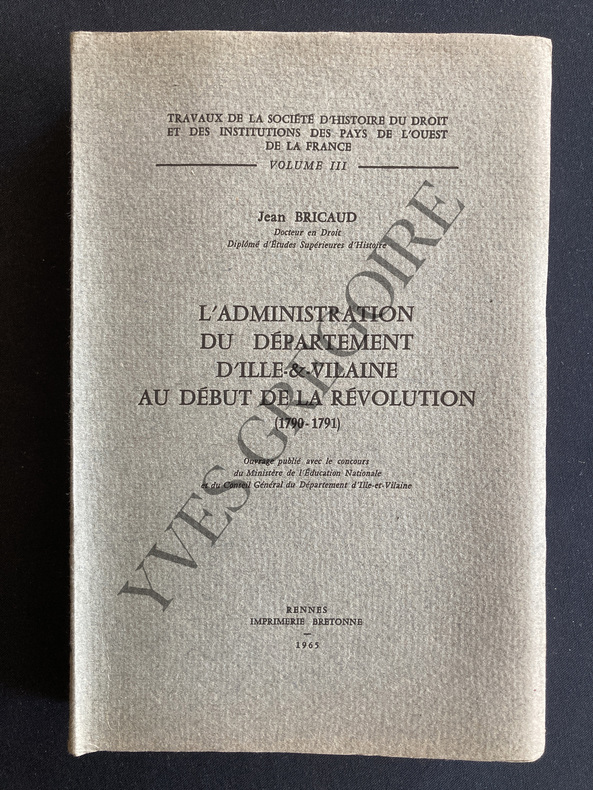 TRAVAUX DE LA SOCIÉTÉ D'HISTOIRE DU DROIT
ET DES INSTITUTIONS DES PAYS DE L'OUEST
DE LA FRANCE
VOLUME III
Jean BRICAUD
Docteur en Droit
Diplômé d'Études Supérieures d'Histoire
L'ADMINISTRATION
DU DÉPARTEMENT
D'ILLE-&-VILAINE
AU DÉBUT DE LA RÉVOLUTION
(1790-1791)
Ouvrage publié avec le concours
du Ministère de l'Éducation Nationale
et du Conseil Général du Département d'Ille-et-Vilaine
RENNES
IMPRIMERIE BRETONNE
—
1965
YVES GREGOIRE